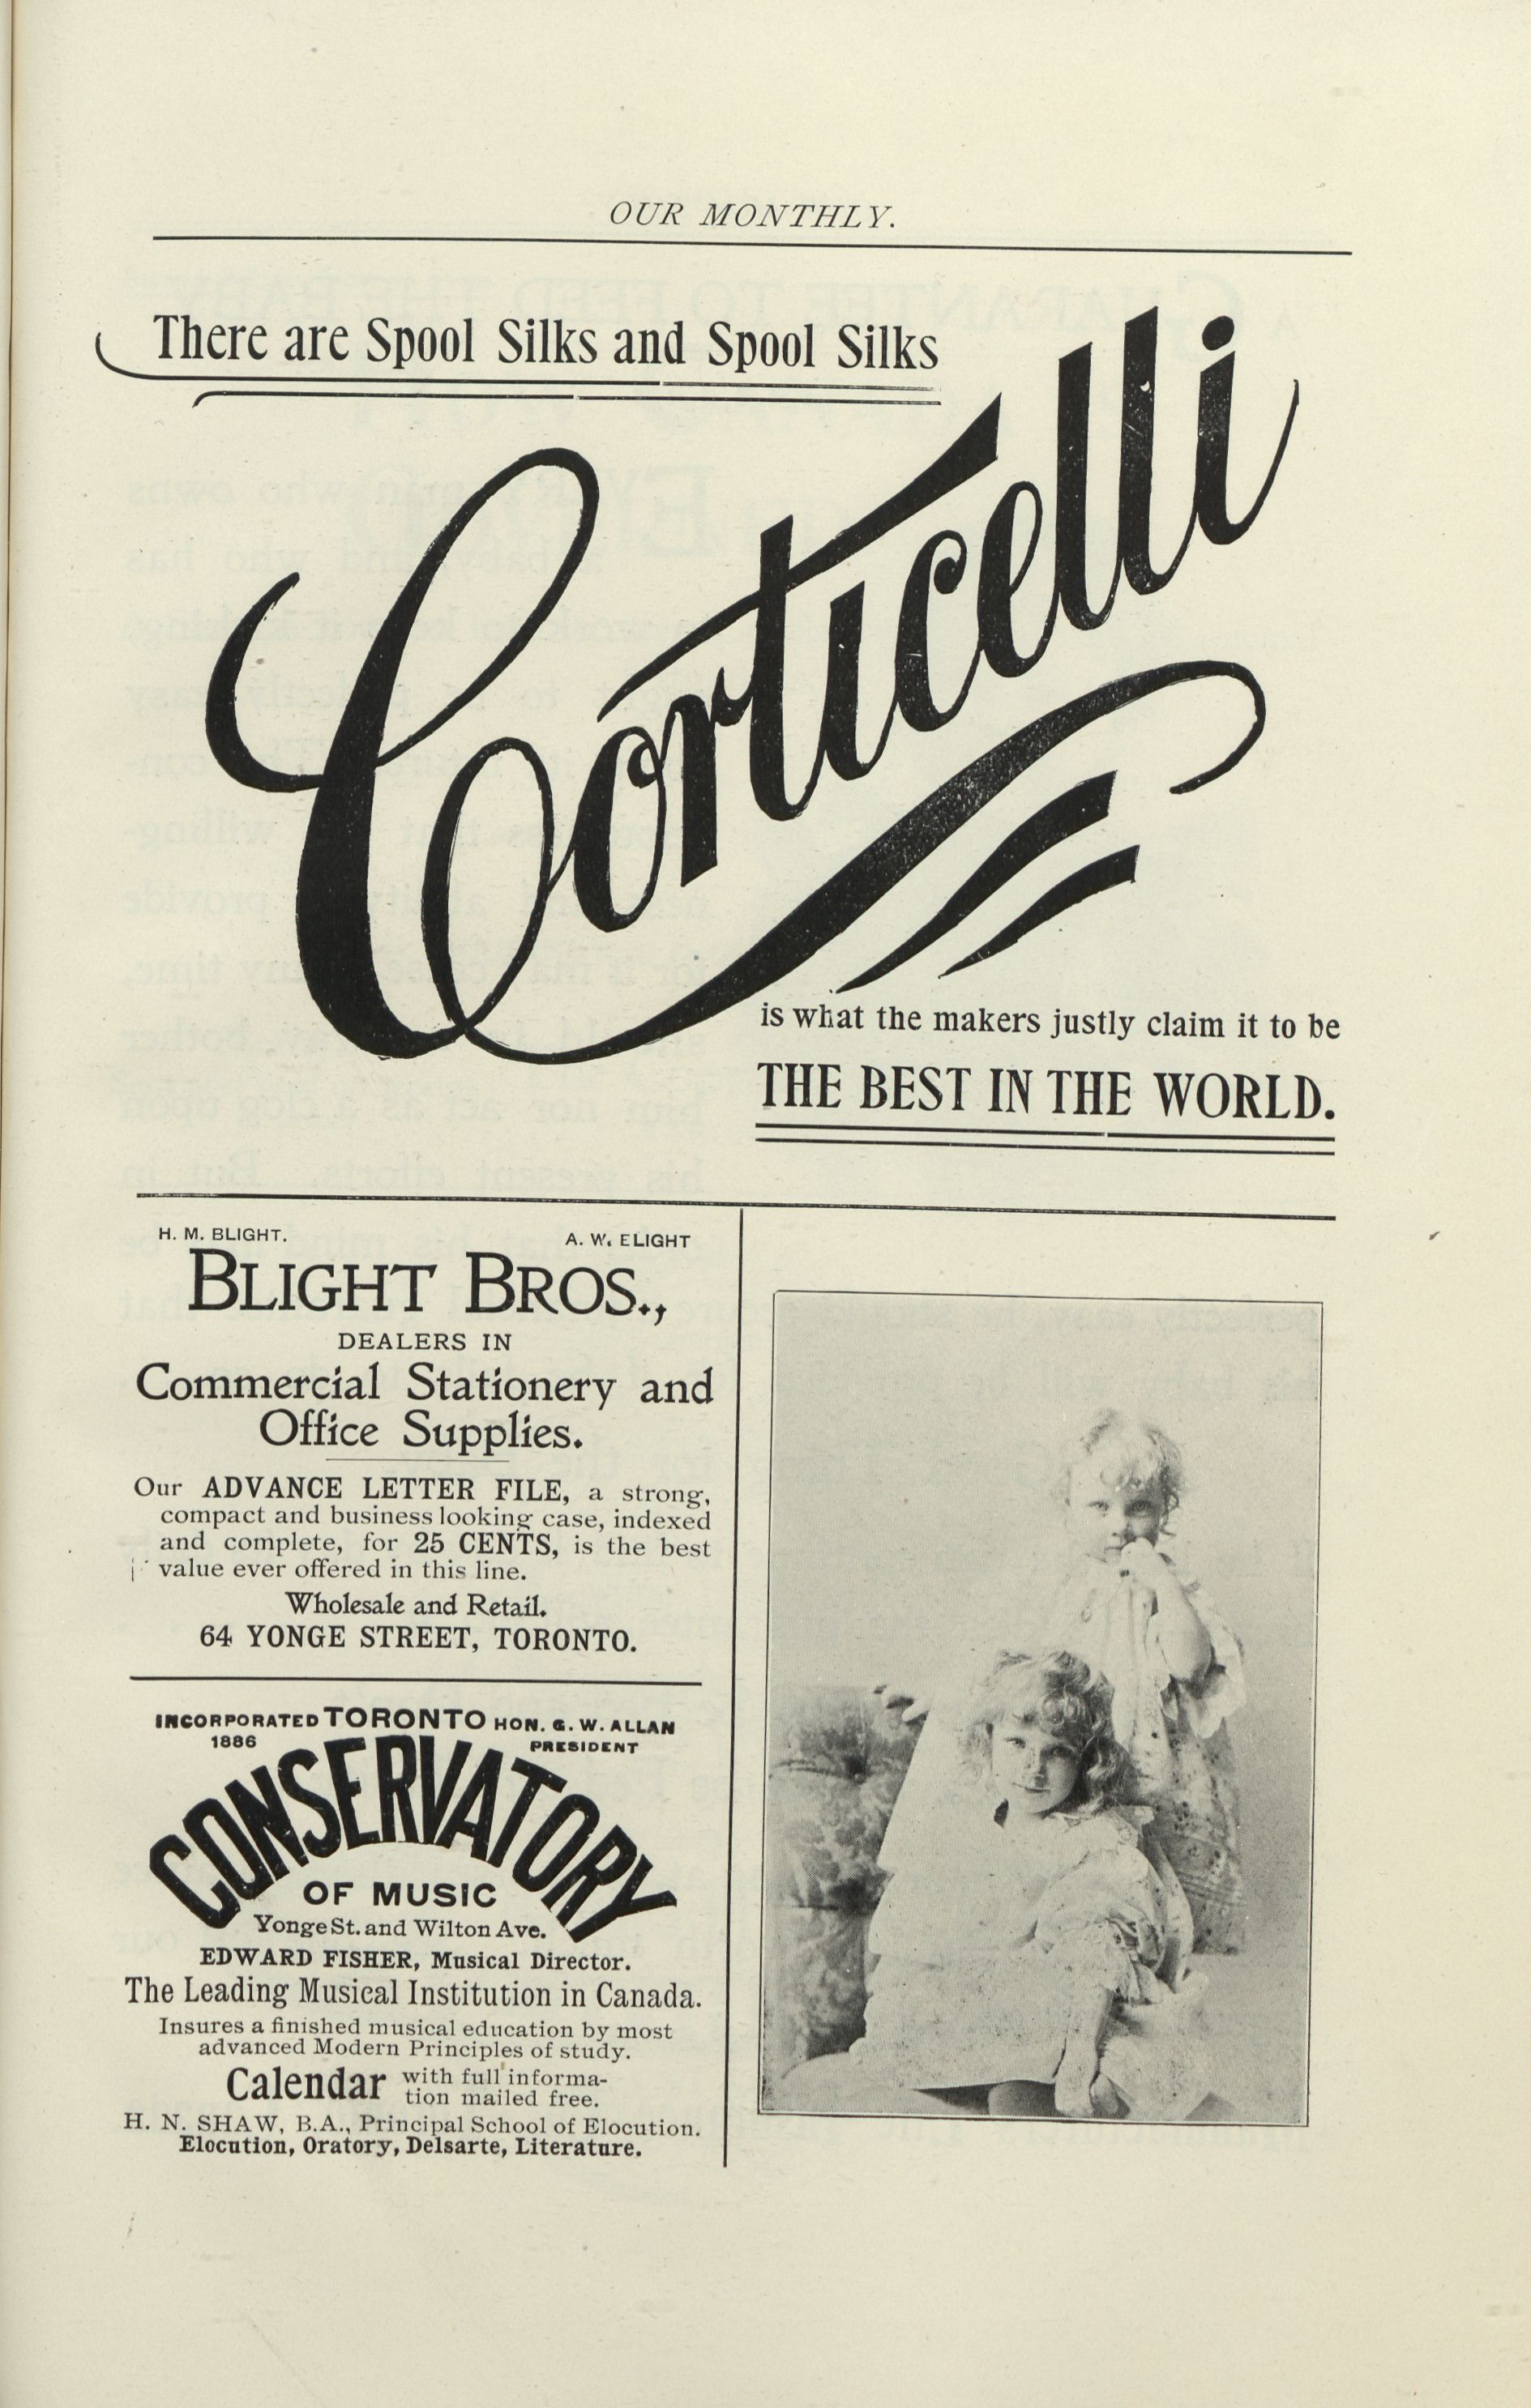 OUR MONTHLY.
There are Spool Silks and Spool Silks
Corticelli
is what the makers justly claim it to be
THE BEST IN THE WORLD.
H. M. BLIGHT. A. W. ELIGHT
BLIGHT BROS.,
DEALERS IN
Commercial Stationery and
Office Supplies.
Our ADVANCE LETTER FILE, a strong,
compact and business looking case, indexed
and complete, for 25 CENTS, is the best
value ever offered in this line.
Wholesale and Retail.
64 YONGE STREET, TORONTO.
INCORPORATED TORONTO HON. G. W. ALLAN
1886 PRESIDENT
CONSERVATORY
OF MUSIC
Yonge St. and Wilton Ave.
EDWARD FISHER, Musical Director.
The Leading Musical Institution in Canada.
Insures a finished musical education by most
advanced Modern Principles of study.
Calendar with full informa-
tion mailed free.
H. N. SHAW, B.A., Principal School of Elocution.
Elocution, Oratory, Delsarte, Literature.